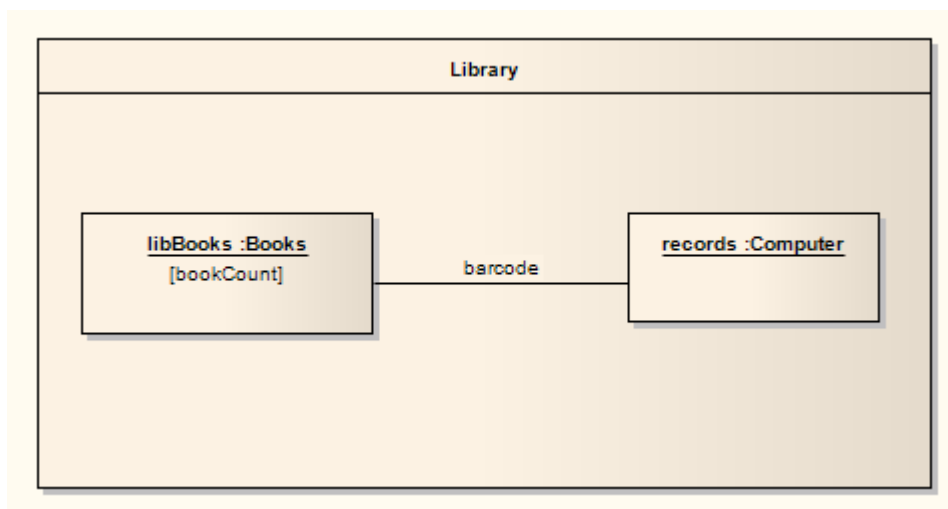 Library
libBooks :Books
[bookCount]
barcode
records :Computer